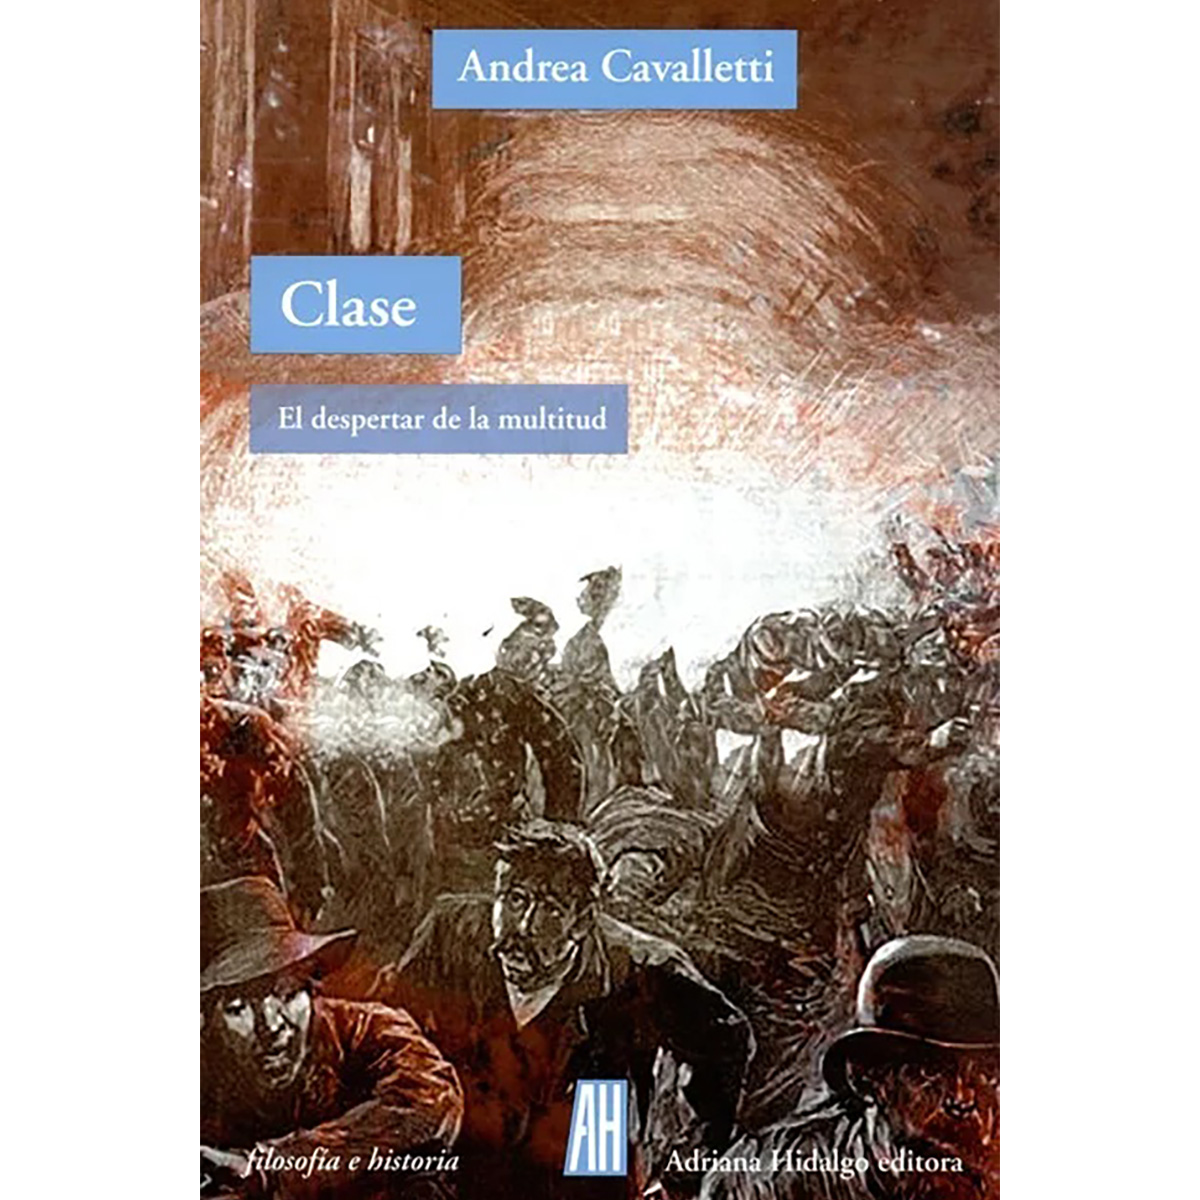 Andrea Cavalletti
Clase
El despertar de la multitud
AH
filosofía e historia
Adriana Hidalgo editora